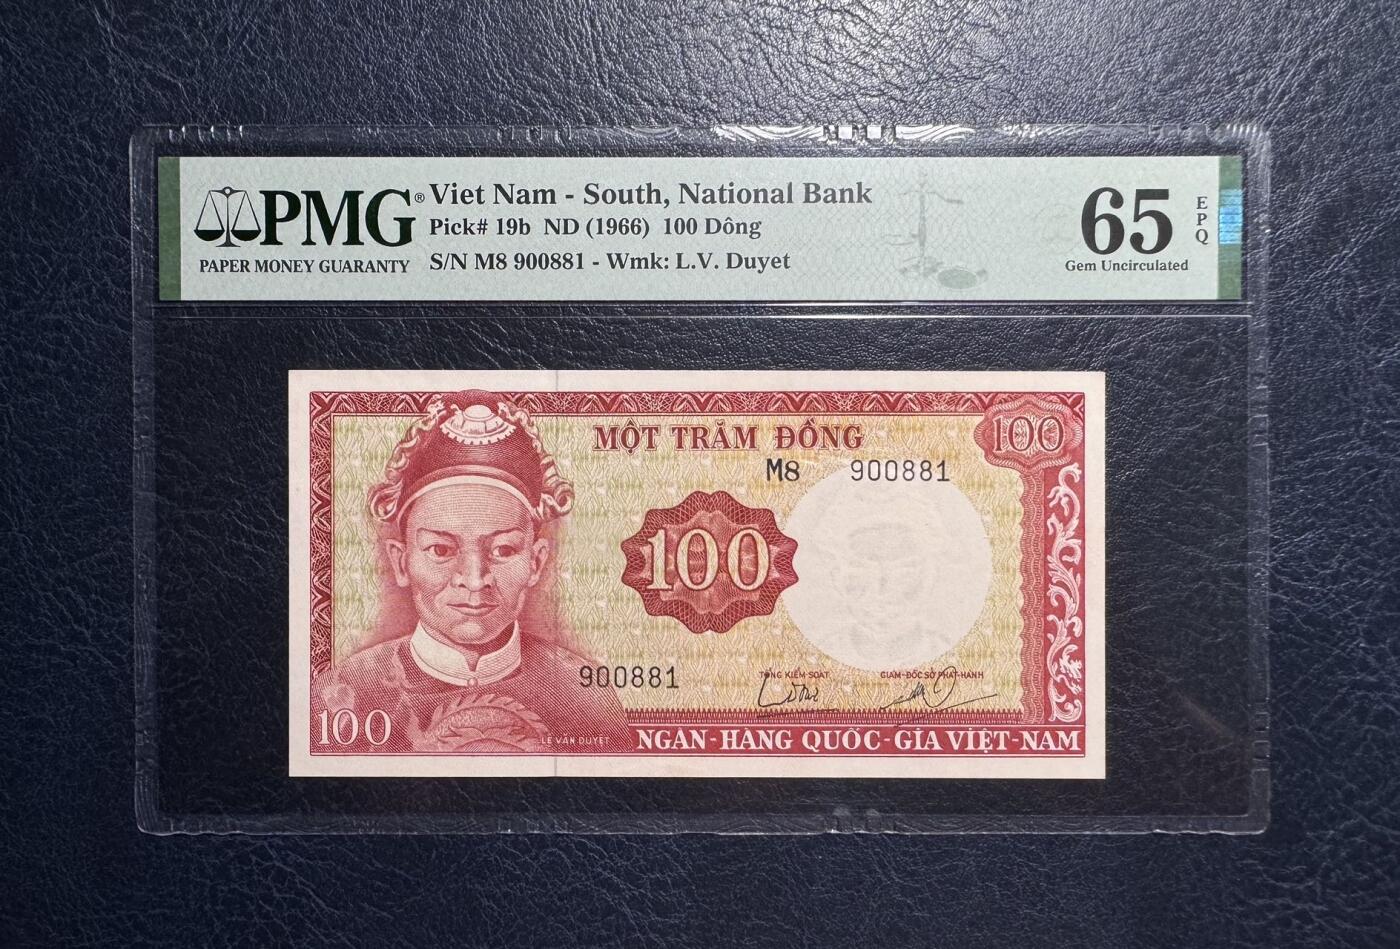 PMG®
PAPER MONEY GUARANTY
Viet Nam - South, National Bank
Pick# 19b ND (1966) 100 Dông
S/N M8 900881 - Wmk: L.V. Duyet
65
EPQ
Gem Uncirculated
MỘT TRĂM ĐỒNG
100
M8 900881
100
900881
TỔNG KIỂM-SOÁT
GIÁM-ĐỐC SỞ PHÁT-HÀNH
100
LÊ VĂN DUYỆT
NGÂN-HÀNG QUỐC-GIA VIỆT-NAM